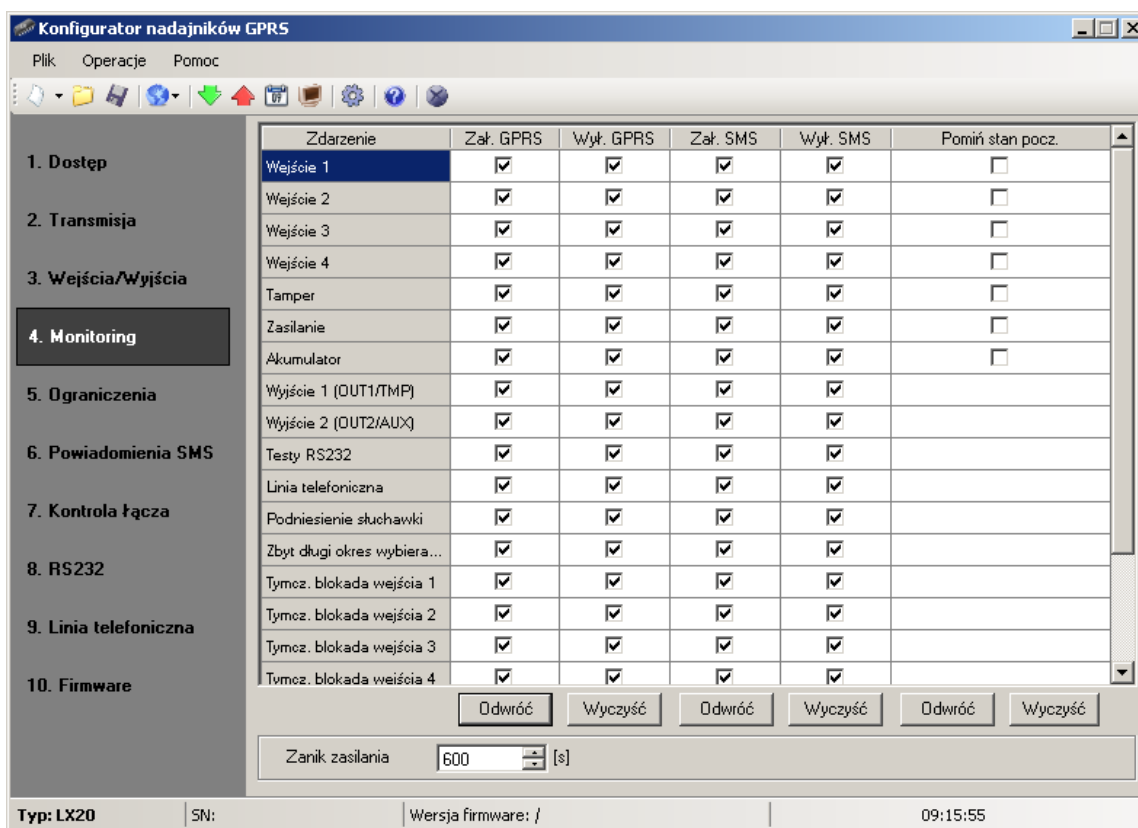 Konfigurator nadajników GPRS
Plik Operacje Pomoc
1. Dostęp
2. Transmisja
3. Wejścia/Wyjścia
4. Monitoring
5. Ograniczenia
6. Powiadomienia SMS
7. Kontrola łącza
8. RS232
9. Linia telefoniczna
10. Firmware
Zdarzenie Zał. GPRS Wył. GPRS Zał. SMS Wył. SMS Pomiń stan pocz.
Wejście 1
Wejście 2
Wejście 3
Wejście 4
Tamper
Zasilanie
Akumulator
Wyjście 1 (OUT1/TMP)
Wyjście 2 (OUT2/AUX)
Testy RS232
Linia telefoniczna
Podniesienie słuchawki
Zbyt długi okres wybiera...
Tymcz. blokada wejścia 1
Tymcz. blokada wejścia 2
Tymcz. blokada wejścia 3
Tymcz. blokada wejścia 4
Odwróć Wyczyść Odwróć Wyczyść Odwróć Wyczyść
Zanik zasilania 600 [s]
Typ: LX20 SN: Wersja firmware: / 09:15:55